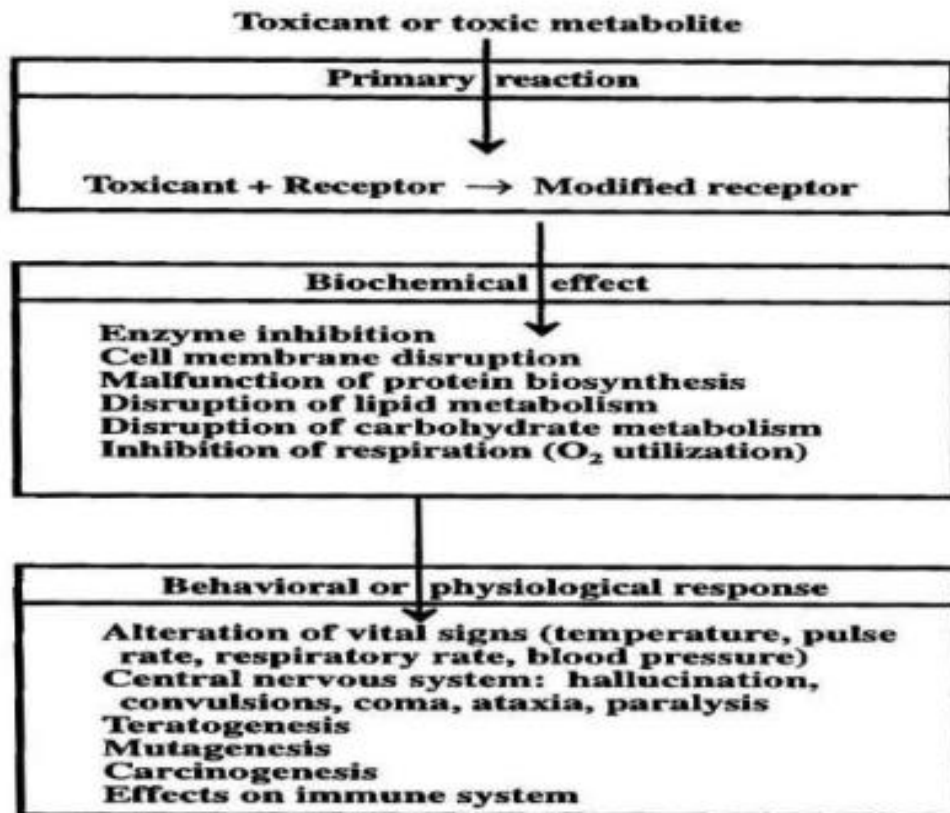 Toxicant or toxic metabolite
Primary reaction
Toxicant + Receptor → Modified receptor
Biochemical effect
Enzyme inhibition
Cell membrane disruption
Malfunction of protein biosynthesis
Disruption of lipid metabolism
Disruption of carbohydrate metabolism
Inhibition of respiration (O₂ utilization)
Behavioral or physiological response
Alteration of vital signs (temperature, pulse
rate, respiratory rate, blood pressure)
Central nervous system: hallucination,
convulsions, coma, ataxia, paralysis
Teratogenesis
Mutagenesis
Carcinogenesis
Effects on immune system